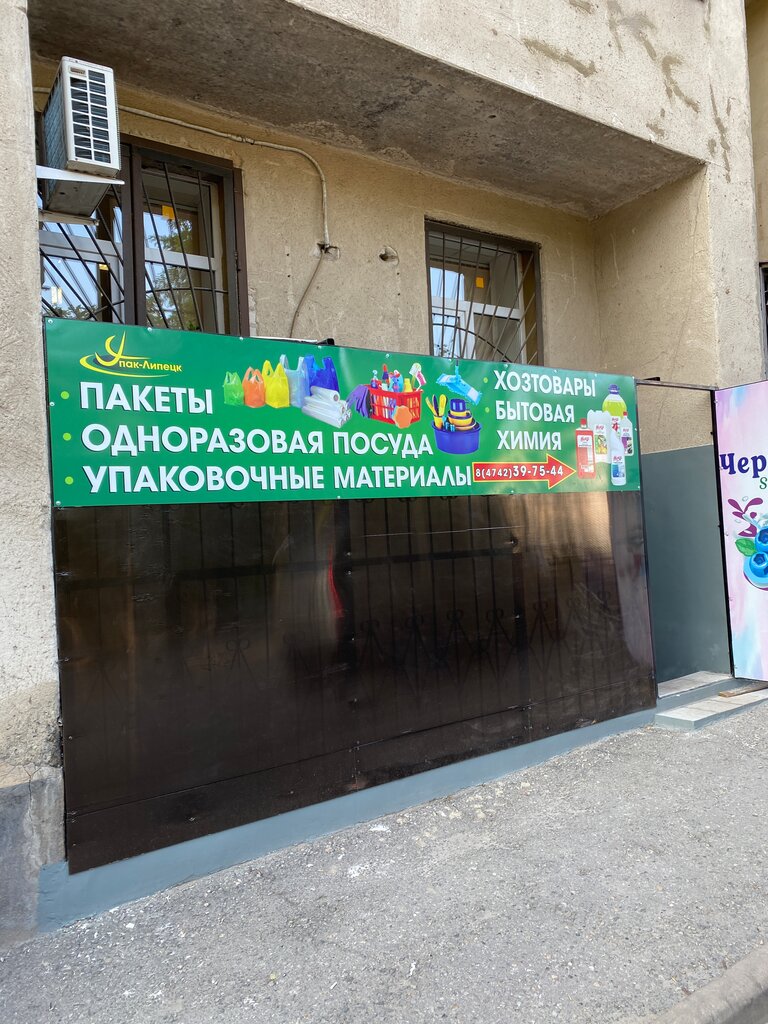 Упак-Липецк
ПАКЕТЫ
ОДНОРАЗОВАЯ ПОСУДА
УПАКОВОЧНЫЕ МАТЕРИАЛЫ
ХОЗТОВАРЫ
БЫТОВАЯ
ХИМИЯ
8(4742)39-75-44
Чер
S